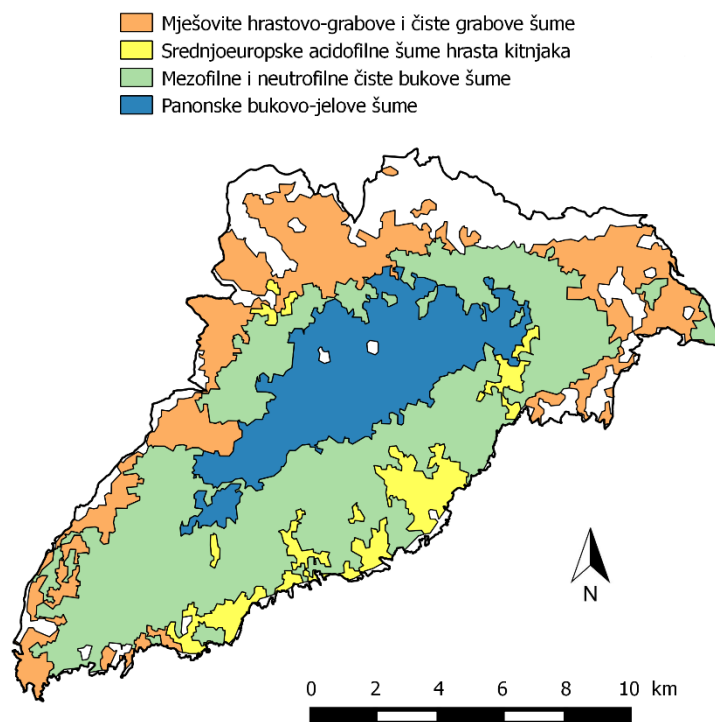 Mješovite hrastovo-grabove i čiste grabove šume
Srednjoeuropske acidofilne šume hrasta kitnjaka
Mezofilne i neutrofilne čiste bukove šume
Panonske bukovo-jelove šume
N
0 2 4 6 8 10 km